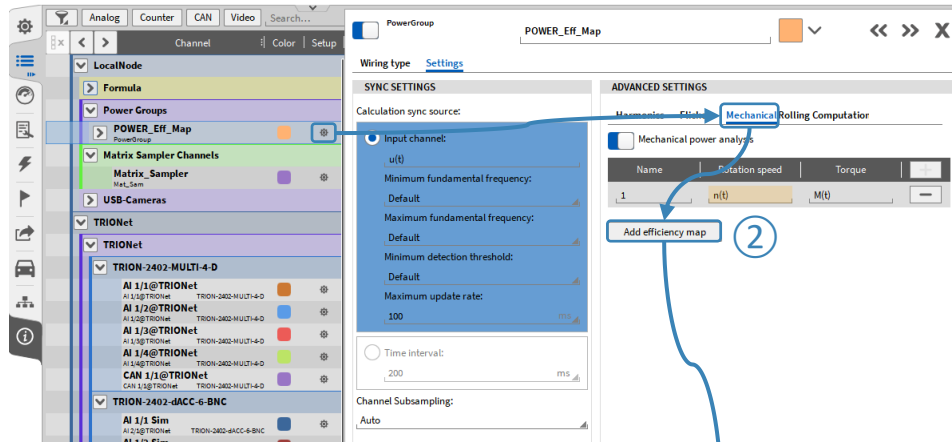 Analog Counter CAN Video Search...
Channel Color Setup
LocalNode
Formula
Power Groups
POWER_Eff_Map
PowerGroup
Matrix Sampler Channels
Matrix_Sampler
Mat_Sam
USB-Cameras
TRIONet
TRIONet
TRION-2402-MULTI-4-D
AI 1/1@TRIONet
AI 1/1@TRIONet TRION-2402-MULTI-4-D
AI 1/2@TRIONet
AI 1/2@TRIONet TRION-2402-MULTI-4-D
AI 1/3@TRIONet
AI 1/3@TRIONet TRION-2402-MULTI-4-D
AI 1/4@TRIONet
AI 1/4@TRIONet TRION-2402-MULTI-4-D
CAN 1/1@TRIONet
CAN 1/1@TRIONet TRION-2402-MULTI-4-D
TRION-2402-dACC-6-BNC
AI 1/1 Sim
AI 2/1@TRIONet TRION-2402-dACC-6-BNC
PowerGroup
POWER_Eff_Map
X
Wiring type Settings
SYNC SETTINGS
Calculation sync source:
Input channel:
u(t)
Minimum fundamental frequency:
Default
Maximum fundamental frequency:
Default
Minimum detection threshold:
Default
Maximum update rate:
100 ms
Time interval:
200 ms
Channel Subsampling:
Auto
ADVANCED SETTINGS
Harmonics Mechanical Rolling Computation
Mechanical power analysis
Name Rotation speed Torque
1 n(t) M(t)
Add efficiency map
2